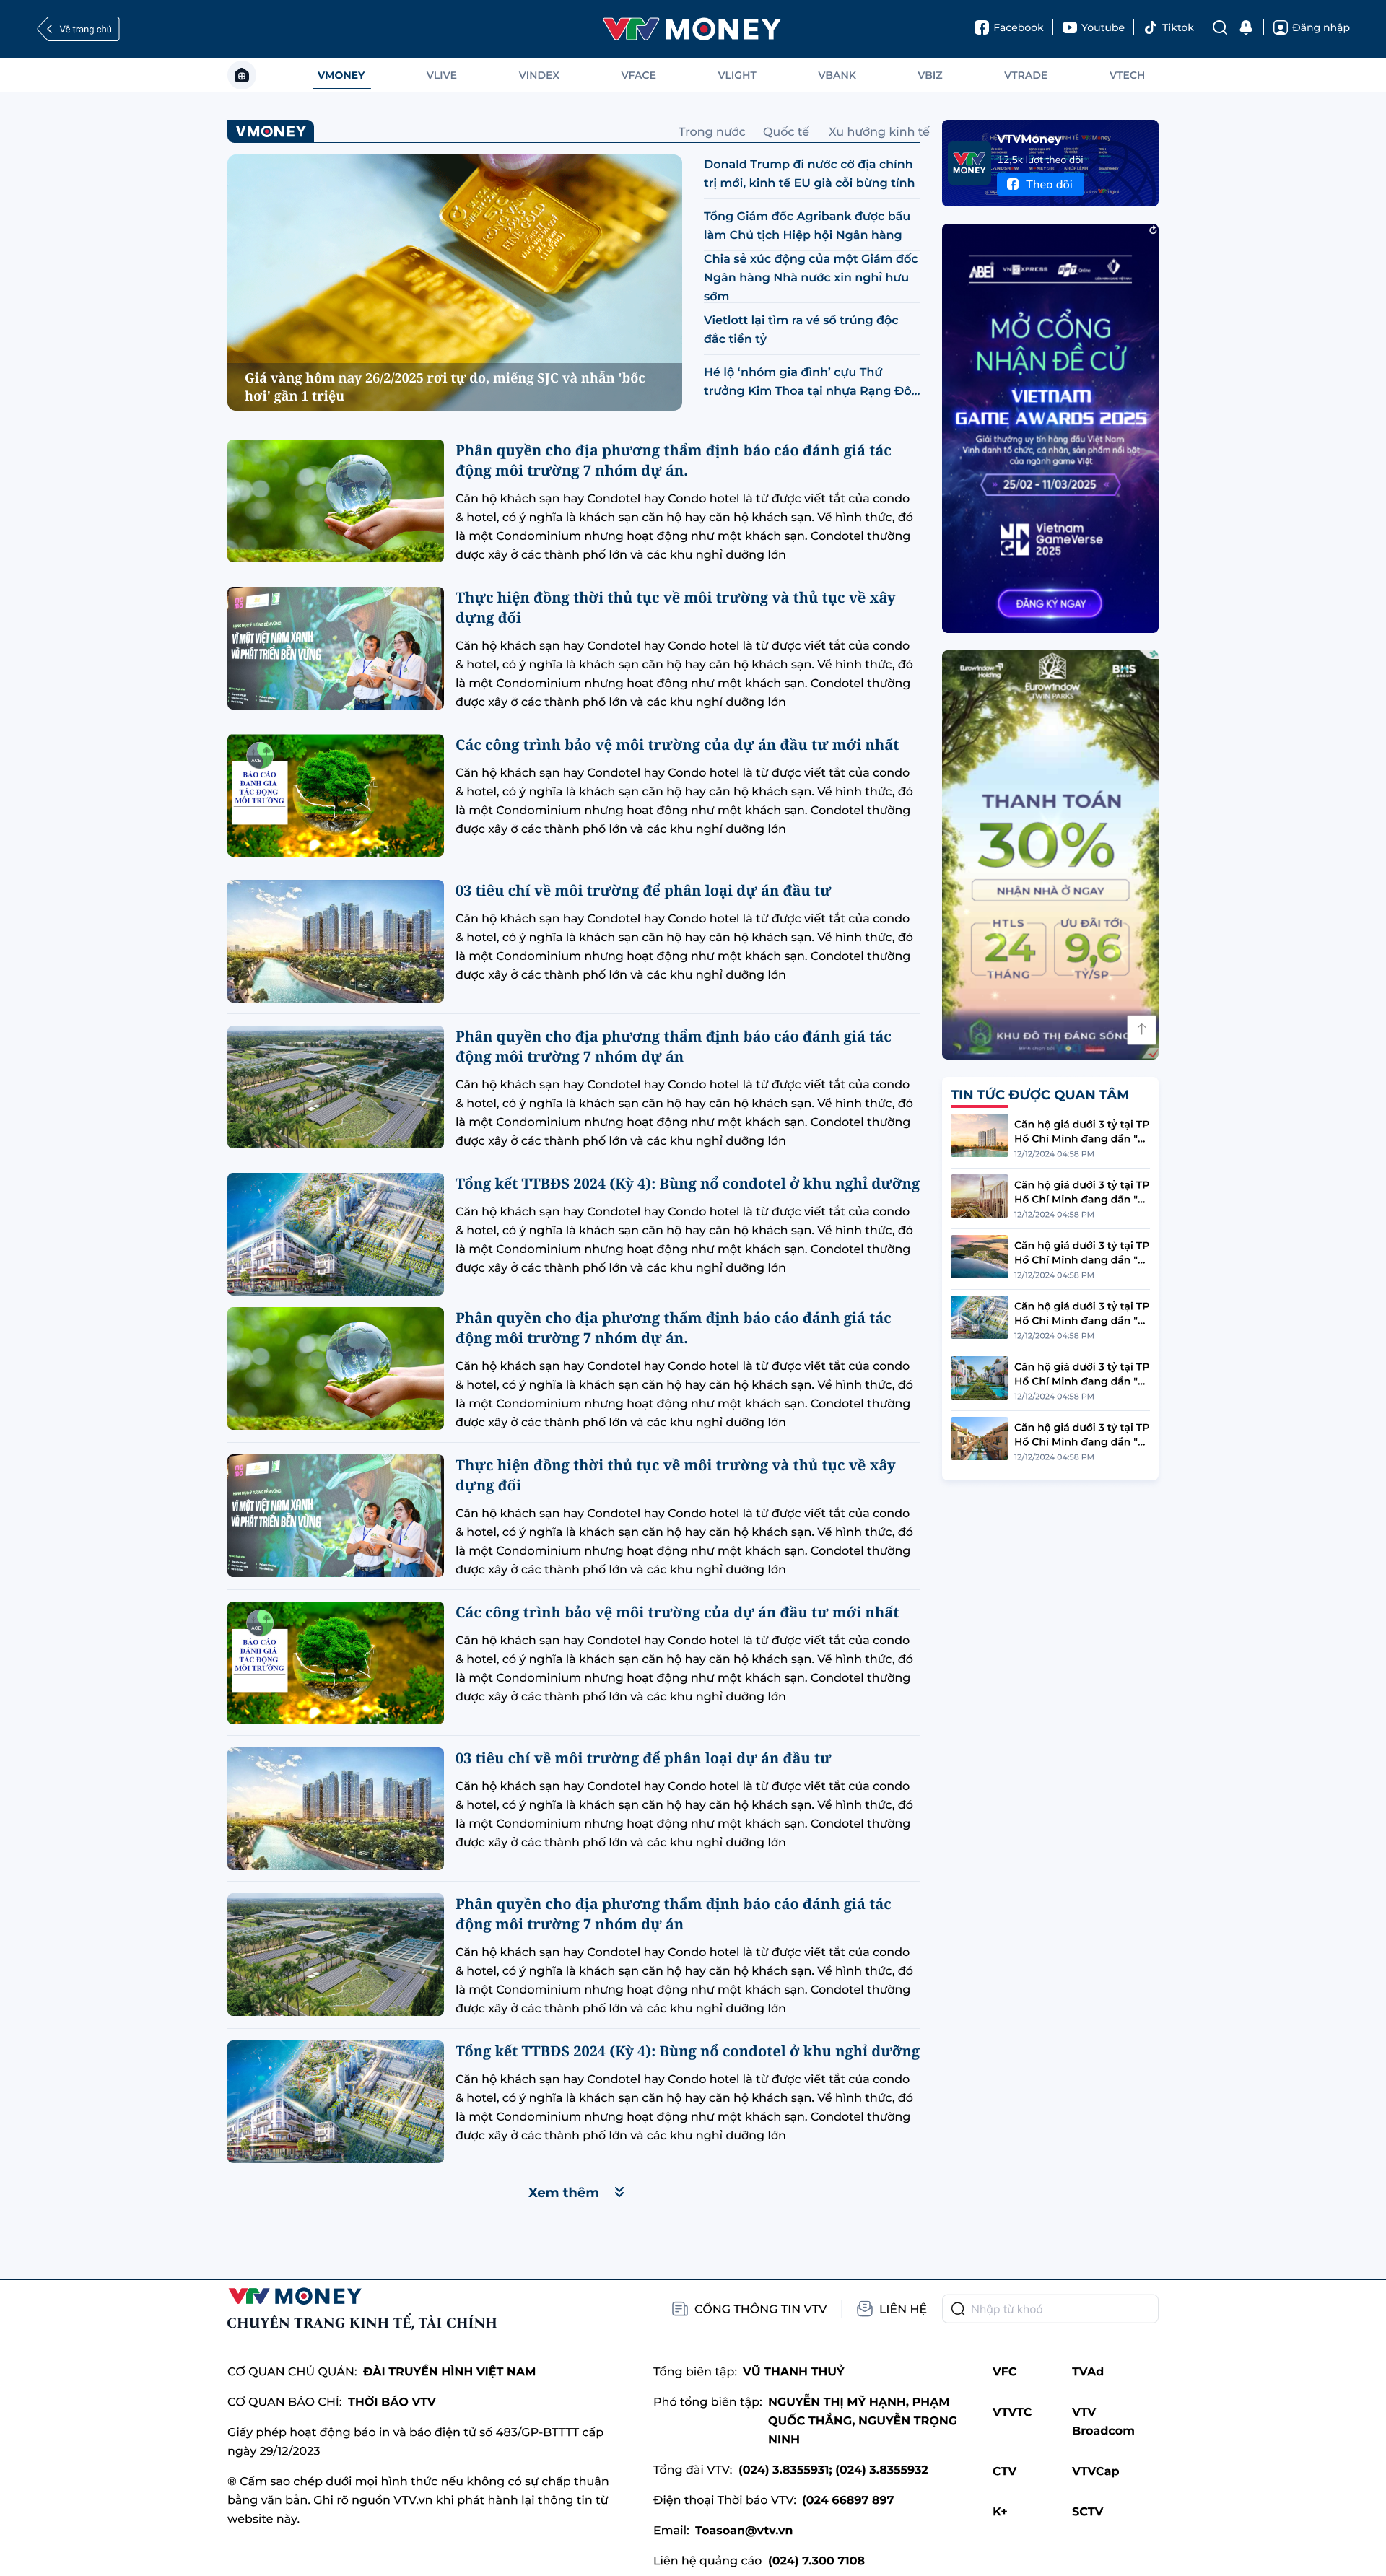 Về trang chủ
VTV MONEY
Facebook
Youtube
Tiktok
Đăng nhập
VMONEY
VLIVE
VINDEX
VFACE
VLIGHT
VBANK
VBIZ
VTRADE
VTECH
VMONEY
Trong nước
Quốc tế
Xu hướng kinh tế
Giá vàng hôm nay 26/2/2025 rơi tự do, miếng SJC và nhẫn 'bốc
hơi' gần 1 triệu
Donald Trump đi nước cờ địa chính
trị mới, kinh tế EU già cỗi bừng tỉnh
Tổng Giám đốc Agribank được bầu
làm Chủ tịch Hiệp hội Ngân hàng
Chia sẻ xúc động của một Giám đốc
Ngân hàng Nhà nước xin nghỉ hưu
sớm
Vietlott lại tìm ra vé số trúng độc
đắc tiền tỷ
Hé lộ ‘nhóm gia đình’ cựu Thứ
trưởng Kim Thoa tại nhựa Rạng Đô...
Phân quyền cho địa phương thẩm định báo cáo đánh giá tác
động môi trường 7 nhóm dự án.
Căn hộ khách sạn hay Condotel hay Condo hotel là từ được viết tắt của condo
& hotel, có ý nghĩa là khách sạn căn hộ hay căn hộ khách sạn. Về hình thức, đó
là một Condominium nhưng hoạt động như một khách sạn. Condotel thường
được xây ở các thành phố lớn và các khu nghỉ dưỡng lớn
VÌ MỘT VIỆT NAM XANH
VÀ PHÁT TRIỂN BỀN VỮNG
Thực hiện đồng thời thủ tục về môi trường và thủ tục về xây
dựng đối
Căn hộ khách sạn hay Condotel hay Condo hotel là từ được viết tắt của condo
& hotel, có ý nghĩa là khách sạn căn hộ hay căn hộ khách sạn. Về hình thức, đó
là một Condominium nhưng hoạt động như một khách sạn. Condotel thường
được xây ở các thành phố lớn và các khu nghỉ dưỡng lớn
ACE
BÁO CÁO
ĐÁNH GIÁ
TÁC ĐỘNG
MÔI TRƯỜNG
Các công trình bảo vệ môi trường của dự án đầu tư mới nhất
Căn hộ khách sạn hay Condotel hay Condo hotel là từ được viết tắt của condo
& hotel, có ý nghĩa là khách sạn căn hộ hay căn hộ khách sạn. Về hình thức, đó
là một Condominium nhưng hoạt động như một khách sạn. Condotel thường
được xây ở các thành phố lớn và các khu nghỉ dưỡng lớn
03 tiêu chí về môi trường để phân loại dự án đầu tư
Căn hộ khách sạn hay Condotel hay Condo hotel là từ được viết tắt của condo
& hotel, có ý nghĩa là khách sạn căn hộ hay căn hộ khách sạn. Về hình thức, đó
là một Condominium nhưng hoạt động như một khách sạn. Condotel thường
được xây ở các thành phố lớn và các khu nghỉ dưỡng lớn
Phân quyền cho địa phương thẩm định báo cáo đánh giá tác
động môi trường 7 nhóm dự án
Căn hộ khách sạn hay Condotel hay Condo hotel là từ được viết tắt của condo
& hotel, có ý nghĩa là khách sạn căn hộ hay căn hộ khách sạn. Về hình thức, đó
là một Condominium nhưng hoạt động như một khách sạn. Condotel thường
được xây ở các thành phố lớn và các khu nghỉ dưỡng lớn
Tổng kết TTBĐS 2024 (Kỳ 4): Bùng nổ condotel ở khu nghỉ dưỡng
Căn hộ khách sạn hay Condotel hay Condo hotel là từ được viết tắt của condo
& hotel, có ý nghĩa là khách sạn căn hộ hay căn hộ khách sạn. Về hình thức, đó
là một Condominium nhưng hoạt động như một khách sạn. Condotel thường
được xây ở các thành phố lớn và các khu nghỉ dưỡng lớn
Phân quyền cho địa phương thẩm định báo cáo đánh giá tác
động môi trường 7 nhóm dự án.
Căn hộ khách sạn hay Condotel hay Condo hotel là từ được viết tắt của condo
& hotel, có ý nghĩa là khách sạn căn hộ hay căn hộ khách sạn. Về hình thức, đó
là một Condominium nhưng hoạt động như một khách sạn. Condotel thường
được xây ở các thành phố lớn và các khu nghỉ dưỡng lớn
VÌ MỘT VIỆT NAM XANH
VÀ PHÁT TRIỂN BỀN VỮNG
Thực hiện đồng thời thủ tục về môi trường và thủ tục về xây
dựng đối
Căn hộ khách sạn hay Condotel hay Condo hotel là từ được viết tắt của condo
& hotel, có ý nghĩa là khách sạn căn hộ hay căn hộ khách sạn. Về hình thức, đó
là một Condominium nhưng hoạt động như một khách sạn. Condotel thường
được xây ở các thành phố lớn và các khu nghỉ dưỡng lớn
ACE
BÁO CÁO
ĐÁNH GIÁ
TÁC ĐỘNG
MÔI TRƯỜNG
Các công trình bảo vệ môi trường của dự án đầu tư mới nhất
Căn hộ khách sạn hay Condotel hay Condo hotel là từ được viết tắt của condo
& hotel, có ý nghĩa là khách sạn căn hộ hay căn hộ khách sạn. Về hình thức, đó
là một Condominium nhưng hoạt động như một khách sạn. Condotel thường
được xây ở các thành phố lớn và các khu nghỉ dưỡng lớn
03 tiêu chí về môi trường để phân loại dự án đầu tư
Căn hộ khách sạn hay Condotel hay Condo hotel là từ được viết tắt của condo
& hotel, có ý nghĩa là khách sạn căn hộ hay căn hộ khách sạn. Về hình thức, đó
là một Condominium nhưng hoạt động như một khách sạn. Condotel thường
được xây ở các thành phố lớn và các khu nghỉ dưỡng lớn
Phân quyền cho địa phương thẩm định báo cáo đánh giá tác
động môi trường 7 nhóm dự án
Căn hộ khách sạn hay Condotel hay Condo hotel là từ được viết tắt của condo
& hotel, có ý nghĩa là khách sạn căn hộ hay căn hộ khách sạn. Về hình thức, đó
là một Condominium nhưng hoạt động như một khách sạn. Condotel thường
được xây ở các thành phố lớn và các khu nghỉ dưỡng lớn
Tổng kết TTBĐS 2024 (Kỳ 4): Bùng nổ condotel ở khu nghỉ dưỡng
Căn hộ khách sạn hay Condotel hay Condo hotel là từ được viết tắt của condo
& hotel, có ý nghĩa là khách sạn căn hộ hay căn hộ khách sạn. Về hình thức, đó
là một Condominium nhưng hoạt động như một khách sạn. Condotel thường
được xây ở các thành phố lớn và các khu nghỉ dưỡng lớn
Xem thêm
VTV MONEY
VTVMoney
12,5k lượt theo dõi
Theo dõi
ABEI
VNEXPRESS
FPT Online
MỞ CỔNG
NHẬN ĐỀ CỬ
VIETNAM
GAME AWARDS 2025
Giải thưởng uy tín hàng đầu Việt Nam
Vinh danh tổ chức, cá nhân, sản phẩm nổi bật
của ngành game Việt
25/02 - 11/03/2025
Vietnam
GameVerse
2025
ĐĂNG KÝ NGAY
Eurowindow
Holding
Eurowindow
TWIN PARKS
BHS
GROUP
THANH TOÁN
30%
NHẬN NHÀ Ở NGAY
HTLS
24
THÁNG
ƯU ĐÃI TỚI
9,6
TỶ/SP
KHU ĐÔ THỊ ĐÁNG SỐNG
TIN TỨC ĐƯỢC QUAN TÂM
Căn hộ giá dưới 3 tỷ tại TP
Hồ Chí Minh đang dần "...
12/12/2024 04:58 PM
Căn hộ giá dưới 3 tỷ tại TP
Hồ Chí Minh đang dần "...
12/12/2024 04:58 PM
Căn hộ giá dưới 3 tỷ tại TP
Hồ Chí Minh đang dần "...
12/12/2024 04:58 PM
Căn hộ giá dưới 3 tỷ tại TP
Hồ Chí Minh đang dần "...
12/12/2024 04:58 PM
Căn hộ giá dưới 3 tỷ tại TP
Hồ Chí Minh đang dần "...
12/12/2024 04:58 PM
Căn hộ giá dưới 3 tỷ tại TP
Hồ Chí Minh đang dần "...
12/12/2024 04:58 PM
VTV MONEY
CHUYÊN TRANG KINH TẾ, TÀI CHÍNH
CỔNG THÔNG TIN VTV
LIÊN HỆ
Nhập từ khoá
CƠ QUAN CHỦ QUẢN: ĐÀI TRUYỀN HÌNH VIỆT NAM
CƠ QUAN BÁO CHÍ: THỜI BÁO VTV
Giấy phép hoạt động báo in và báo điện tử số 483/GP-BTTTT cấp
ngày 29/12/2023
® Cấm sao chép dưới mọi hình thức nếu không có sự chấp thuận
bằng văn bản. Ghi rõ nguồn VTV.vn khi phát hành lại thông tin từ
website này.
Tổng biên tập: VŨ THANH THUỶ
Phó tổng biên tập: NGUYỄN THỊ MỸ HẠNH, PHẠM
QUỐC THẮNG, NGUYỄN TRỌNG
NINH
Tổng đài VTV: (024) 3.8355931; (024) 3.8355932
Điện thoại Thời báo VTV: (024 66897 897
Email: Toasoan@vtv.vn
Liên hệ quảng cáo (024) 7.300 7108
VFC
TVAd
VTVTC
VTV
Broadcom
CTV
VTVCap
K+
SCTV